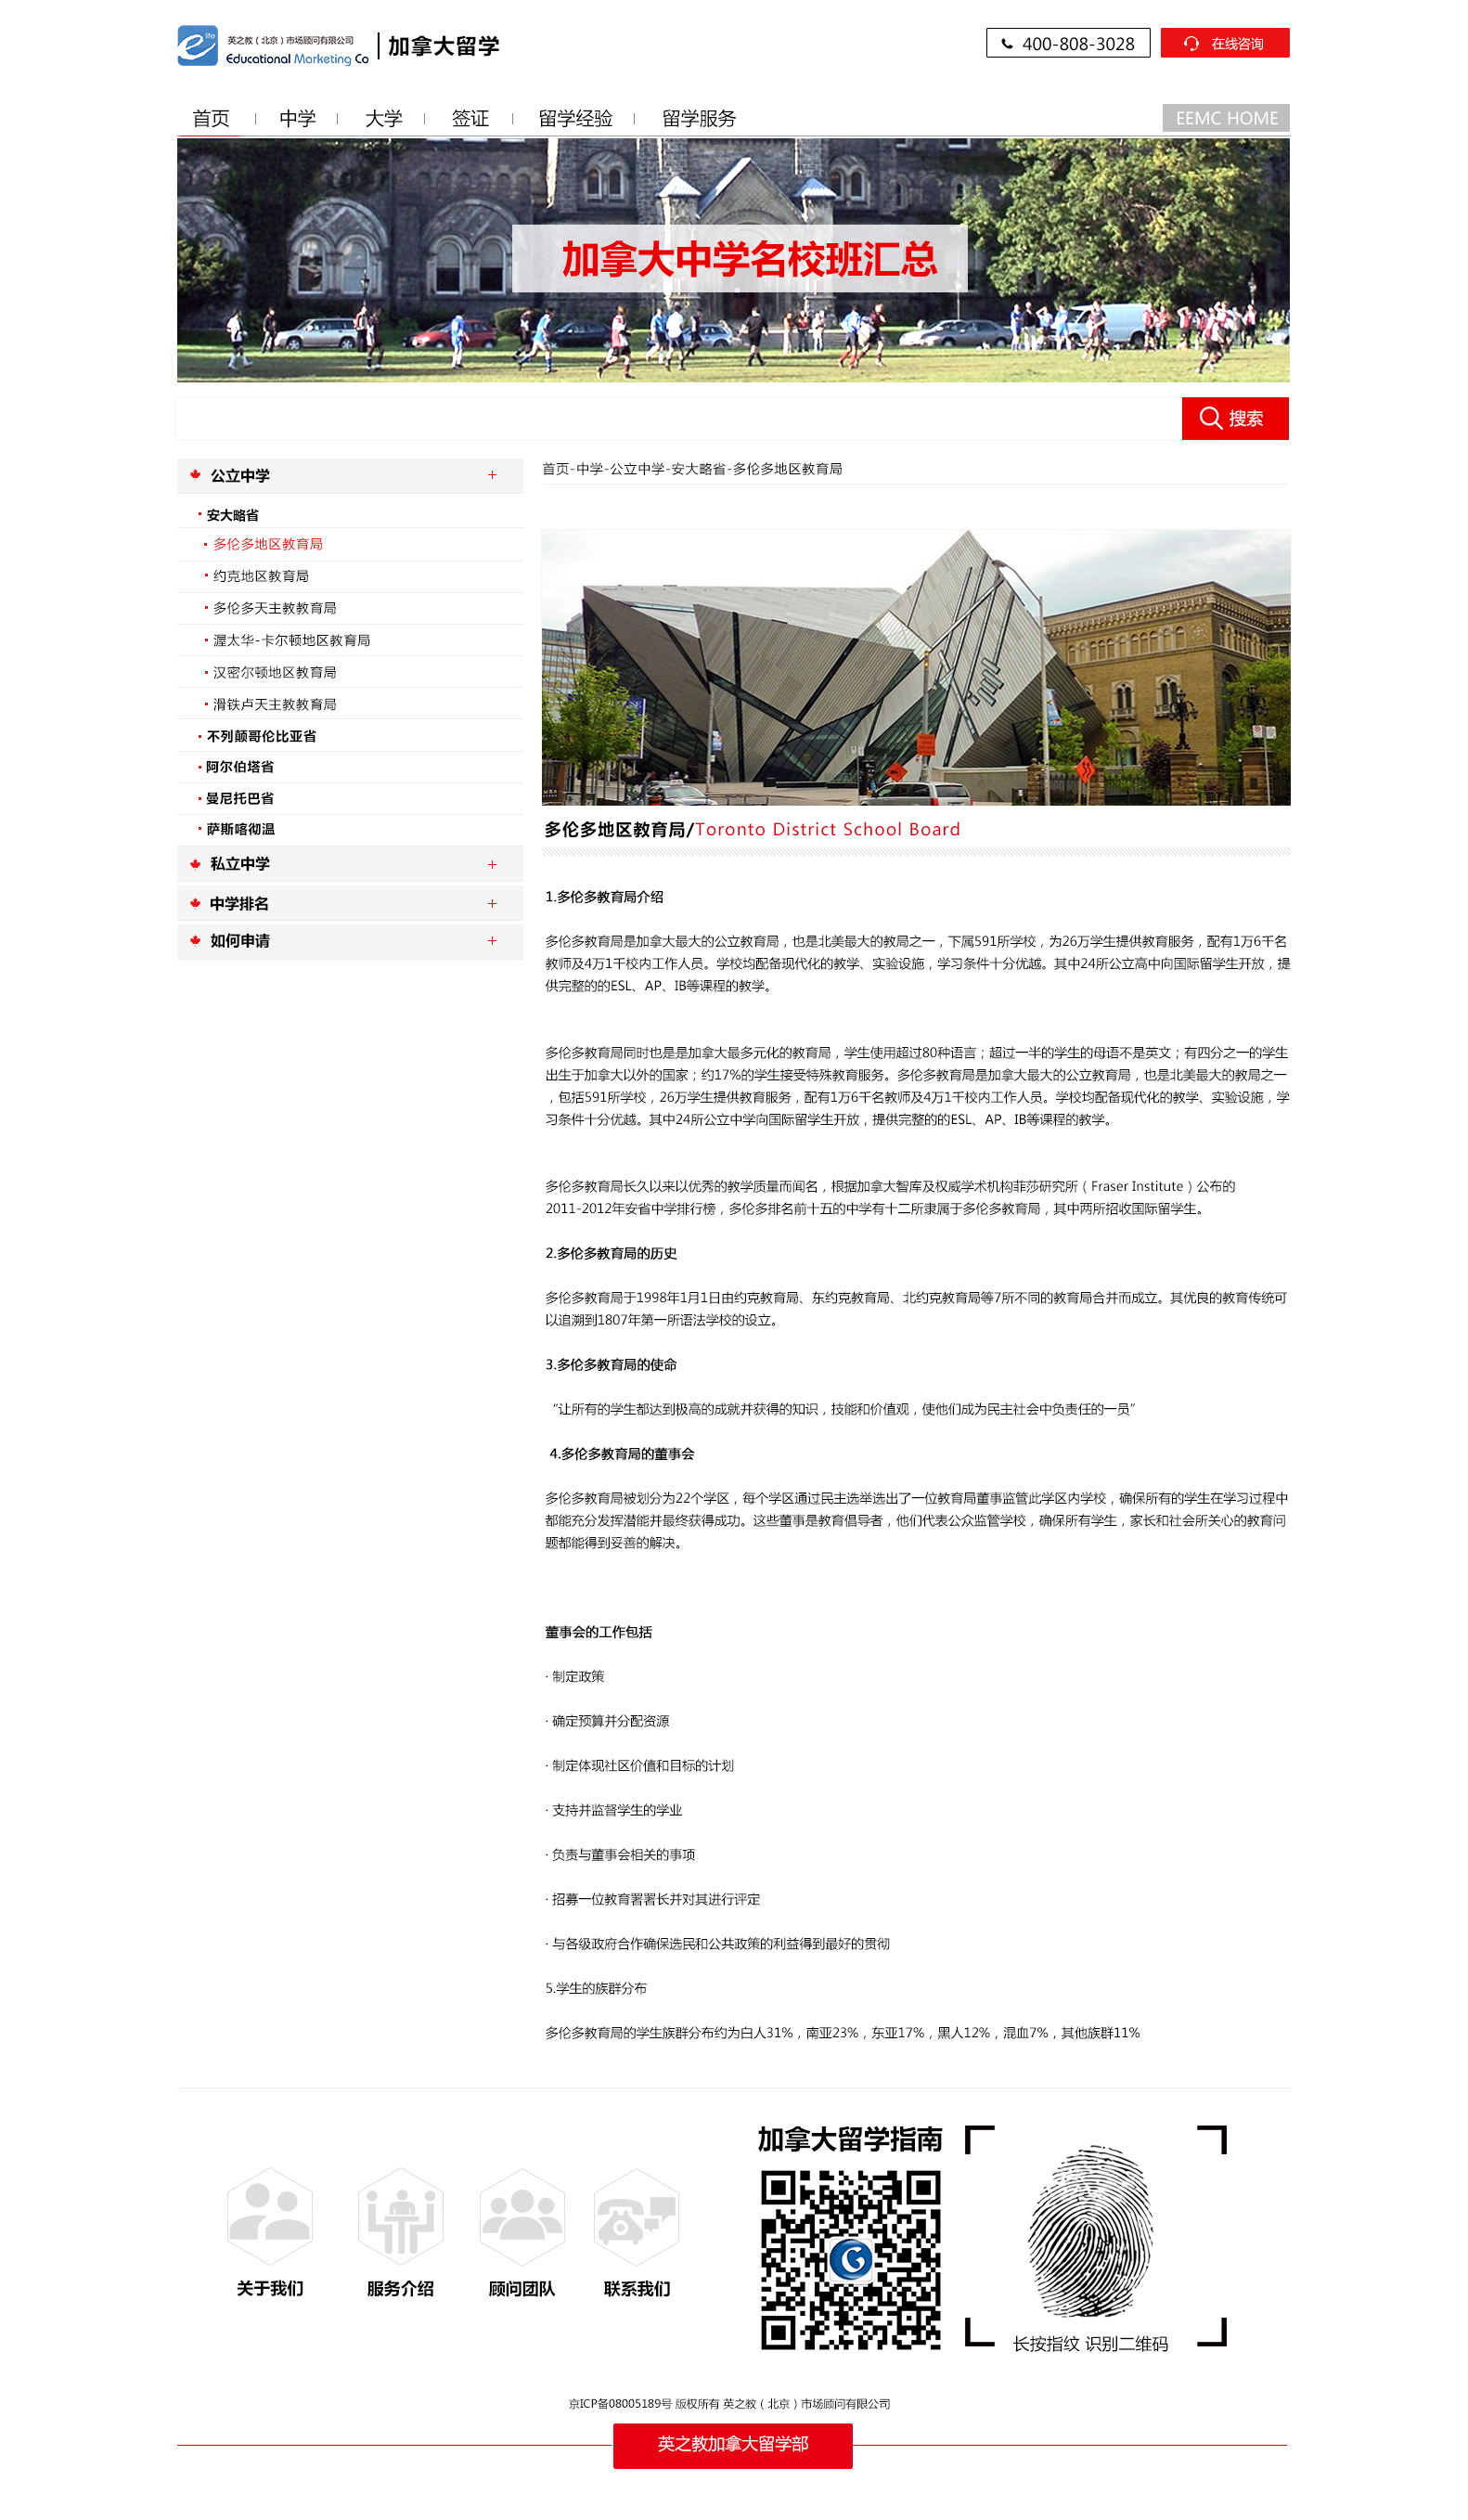 英之教（北京）市场顾问有限公司
Educational Marketing Co
加拿大留学
400-808-3028
在线咨询
首页 中学 大学 签证 留学经验 留学服务
EEMC HOME
加拿大中学名校班汇总
搜索
公立中学 +
安大略省
多伦多地区教育局
约克地区教育局
多伦多天主教教育局
渥太华-卡尔顿地区教育局
汉密尔顿地区教育局
滑铁卢天主教教育局
不列颠哥伦比亚省
阿尔伯塔省
曼尼托巴省
萨斯喀彻温
私立中学 +
中学排名 +
如何申请 +
首页-中学-公立中学-安大略省-多伦多地区教育局
多伦多地区教育局/Toronto District School Board
1.多伦多教育局介绍
多伦多教育局是加拿大最大的公立教育局，也是北美最大的教局之一，下属591所学校，为26万学生提供教育服务，配有1万6千名
教师及4万1千校内工作人员。学校均配备现代化的教学、实验设施，学习条件十分优越。其中24所公立高中向国际留学生开放，提
供完整的的ESL、AP、IB等课程的教学。
多伦多教育局同时也是是加拿大最多元化的教育局，学生使用超过80种语言；超过一半的学生的母语不是英文；有四分之一的学生
出生于加拿大以外的国家；约17%的学生接受特殊教育服务。多伦多教育局是加拿大最大的公立教育局，也是北美最大的教局之一
，包括591所学校，26万学生提供教育服务，配有1万6千名教师及4万1千校内工作人员。学校均配备现代化的教学、实验设施，学
习条件十分优越。其中24所公立中学向国际留学生开放，提供完整的的ESL、AP、IB等课程的教学。
多伦多教育局长久以来以优秀的教学质量而闻名，根据加拿大智库及权威学术机构菲莎研究所（Fraser Institute）公布的
2011-2012年安省中学排行榜，多伦多排名前十五的中学有十二所隶属于多伦多教育局，其中两所招收国际留学生。
2.多伦多教育局的历史
多伦多教育局于1998年1月1日由约克教育局、东约克教育局、北约克教育局等7所不同的教育局合并而成立。其优良的教育传统可
以追溯到1807年第一所语法学校的设立。
3.多伦多教育局的使命
“让所有的学生都达到极高的成就并获得的知识，技能和价值观，使他们成为民主社会中负责任的一员”
4.多伦多教育局的董事会
多伦多教育局被划分为22个学区，每个学区通过民主选举选出了一位教育局董事监管此学区内学校，确保所有的学生在学习过程中
都能充分发挥潜能并最终获得成功。这些董事是教育倡导者，他们代表公众监管学校，确保所有学生，家长和社会所关心的教育问
题都能得到妥善的解决。
董事会的工作包括
· 制定政策
· 确定预算并分配资源
· 制定体现社区价值和目标的计划
· 支持并监督学生的学业
· 负责与董事会相关的事项
· 招募一位教育署署长并对其进行评定
· 与各级政府合作确保选民和公共政策的利益得到最好的贯彻
5.学生的族群分布
多伦多教育局的学生族群分布约为白人31%，南亚23%，东亚17%，黑人12%，混血7%，其他族群11%
关于我们 服务介绍 顾问团队 联系我们
加拿大留学指南
长按指纹 识别二维码
京ICP备08005189号 版权所有 英之教（北京）市场顾问有限公司
英之教加拿大留学部